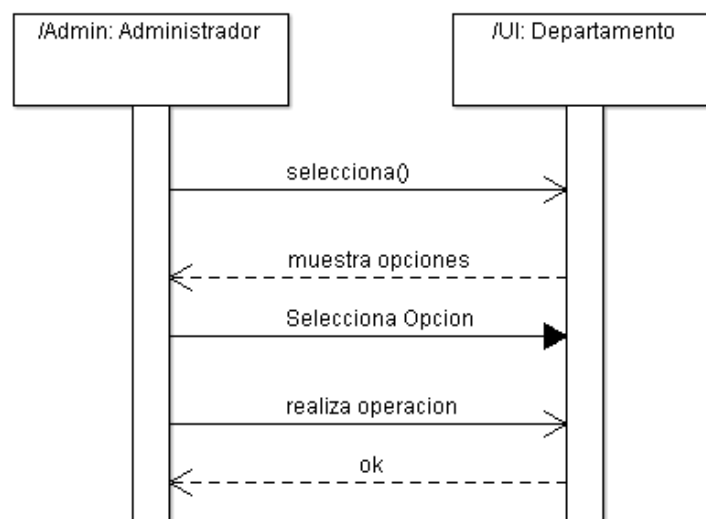 /Admin: Administrador
/UI: Departamento
selecciona()
muestra opciones
Selecciona Opcion
realiza operacion
ok